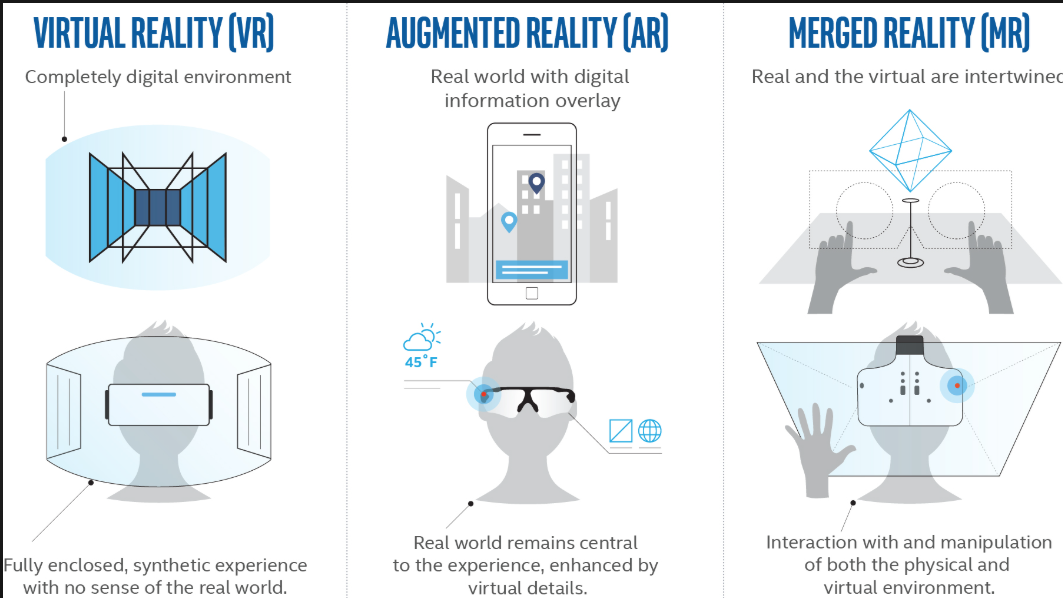 VIRTUAL REALITY (VR)
Completely digital environment
Fully enclosed, synthetic experience
with no sense of the real world.
AUGMENTED REALITY (AR)
Real world with digital
information overlay
45°F
Real world remains central
to the experience, enhanced by
virtual details.
MERGED REALITY (MR)
Real and the virtual are intertwined
Interaction with and manipulation
of both the physical and
virtual environment.